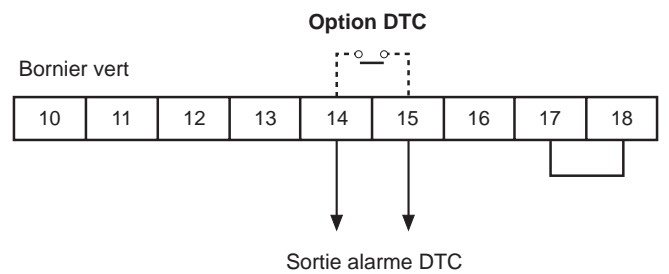 Option DTC
Bornier vert
10 11 12 13 14 15 16 17 18
Sortie alarme DTC